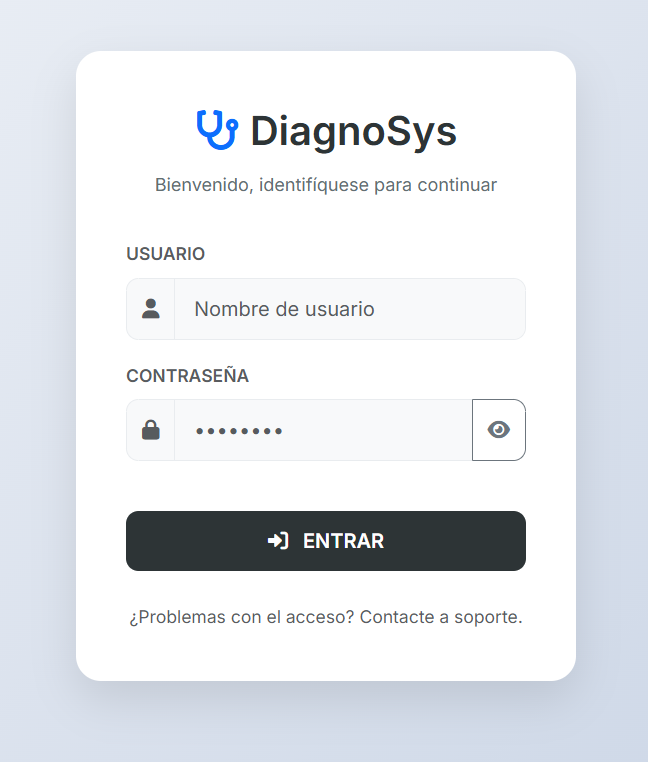 DiagnoSys
Bienvenido, identifíquese para continuar
USUARIO
Nombre de usuario
CONTRASEÑA
••••••••
ENTRAR
¿Problemas con el acceso? Contacte a soporte.